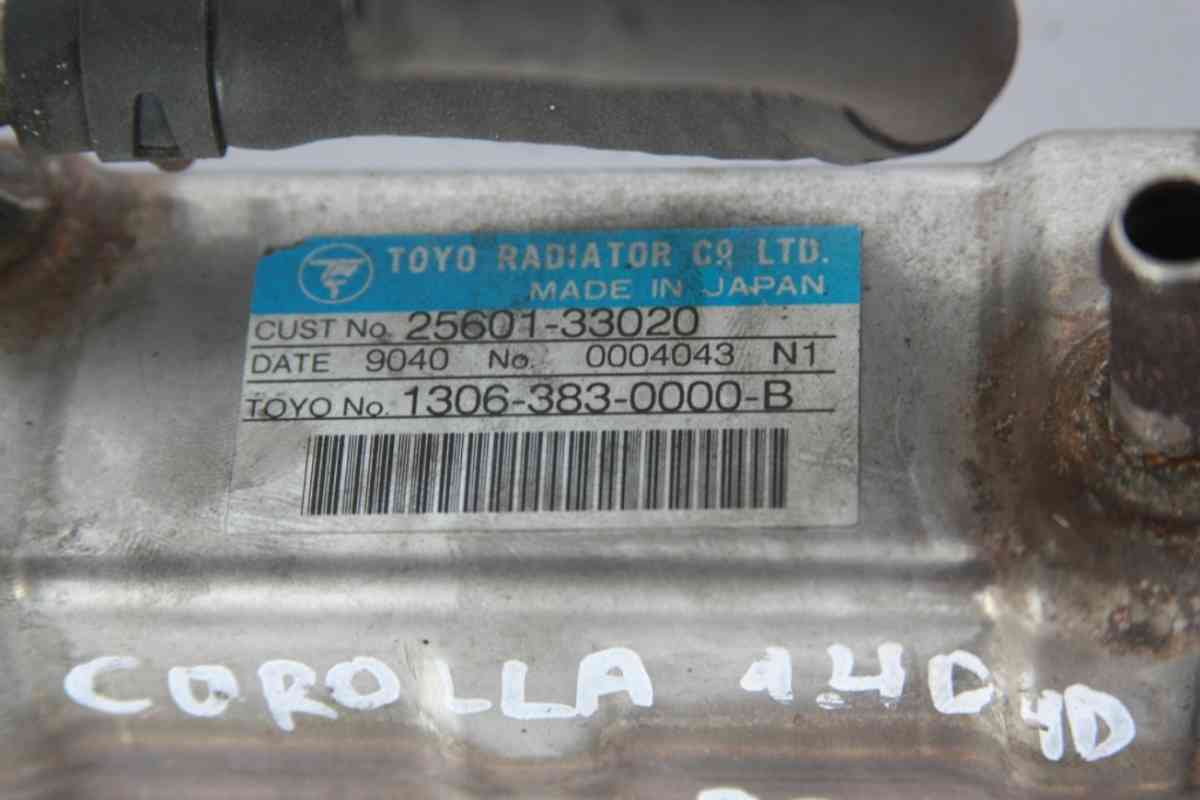 TOYO RADIATOR CO LTD.
MADE IN JAPAN
CUST No. 25601-33020
DATE 9040 No. 0004043 N1
TOYO No. 1306-383-0000-B
COROLLA 1.4D4D